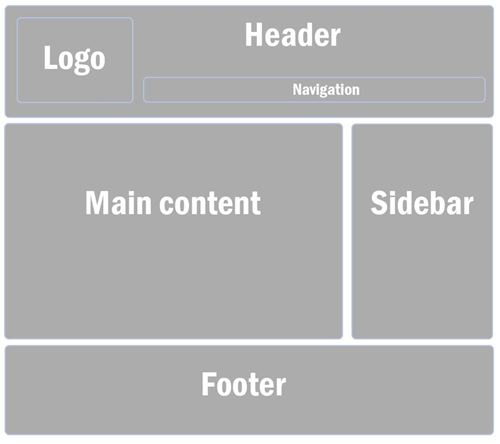 Header
Logo
Navigation
Main content
Sidebar
Footer